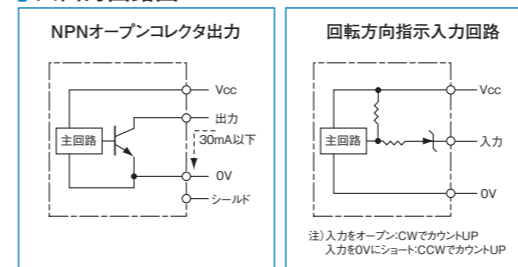 NPNオープンコレクタ出力
Vcc
出力
主回路
30mA以下
0V
シールド
回転方向指示入力回路
Vcc
主回路
入力
0V
注)入力をオープン:CWでカウントUP
入力を0Vにショート:CCWでカウントUP